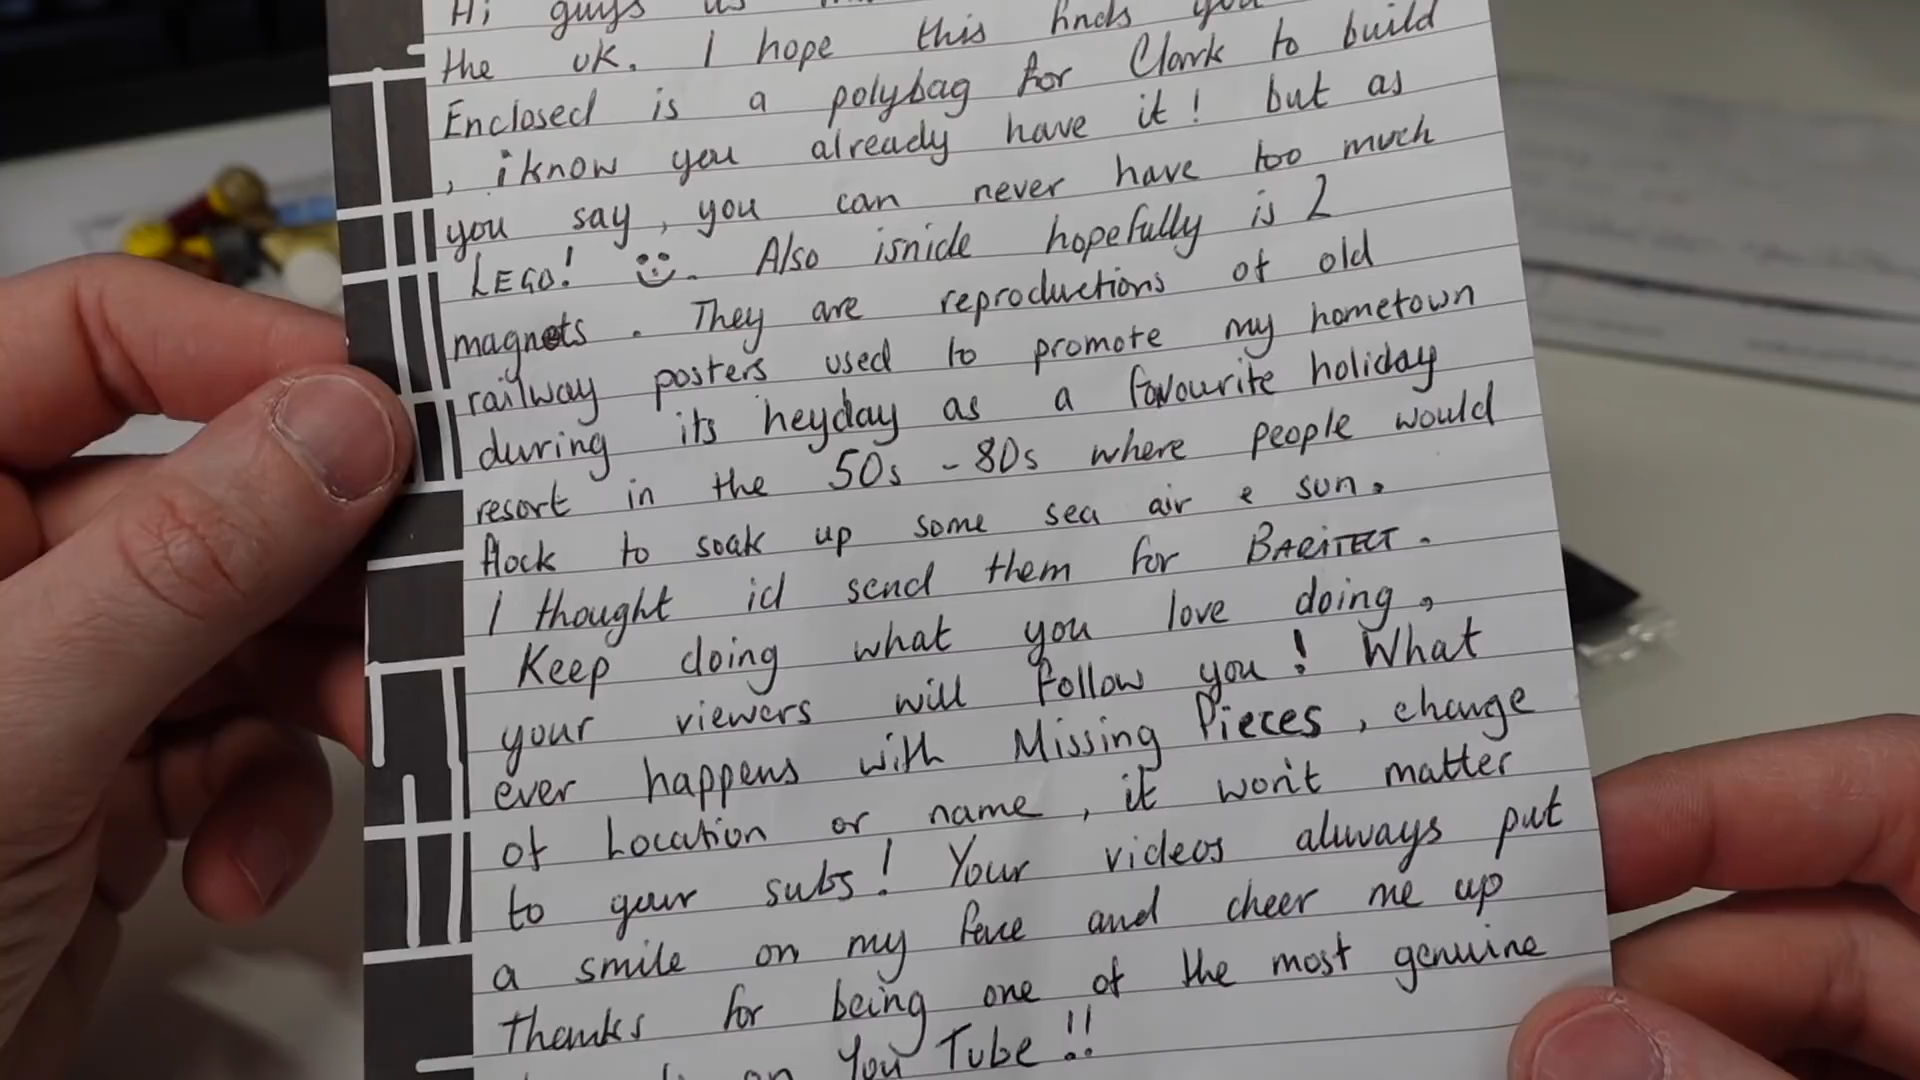 Hi guys its
the UK. I hope this finds you
Enclosed is a polybag for Clark to build
, i know you already have it! but as
you say, you can never have too much
LEGO! Also isnide hopefully is 2
magnets. They are reproductions of old
railway posters used to promote my hometown
during its heyday as a favourite holiday
resort in the 50s - 80s where people would
flock to soak up some sea air & sun.
I thought id send them for BARITECT.
Keep doing what you love doing,
your viewers will follow you! What
ever happens with Missing Pieces, change
of Location or name, it won't matter
to your subs! Your videos always put
a smile on my face and cheer me up
Thanks for being one of the most genuine
on You Tube!!